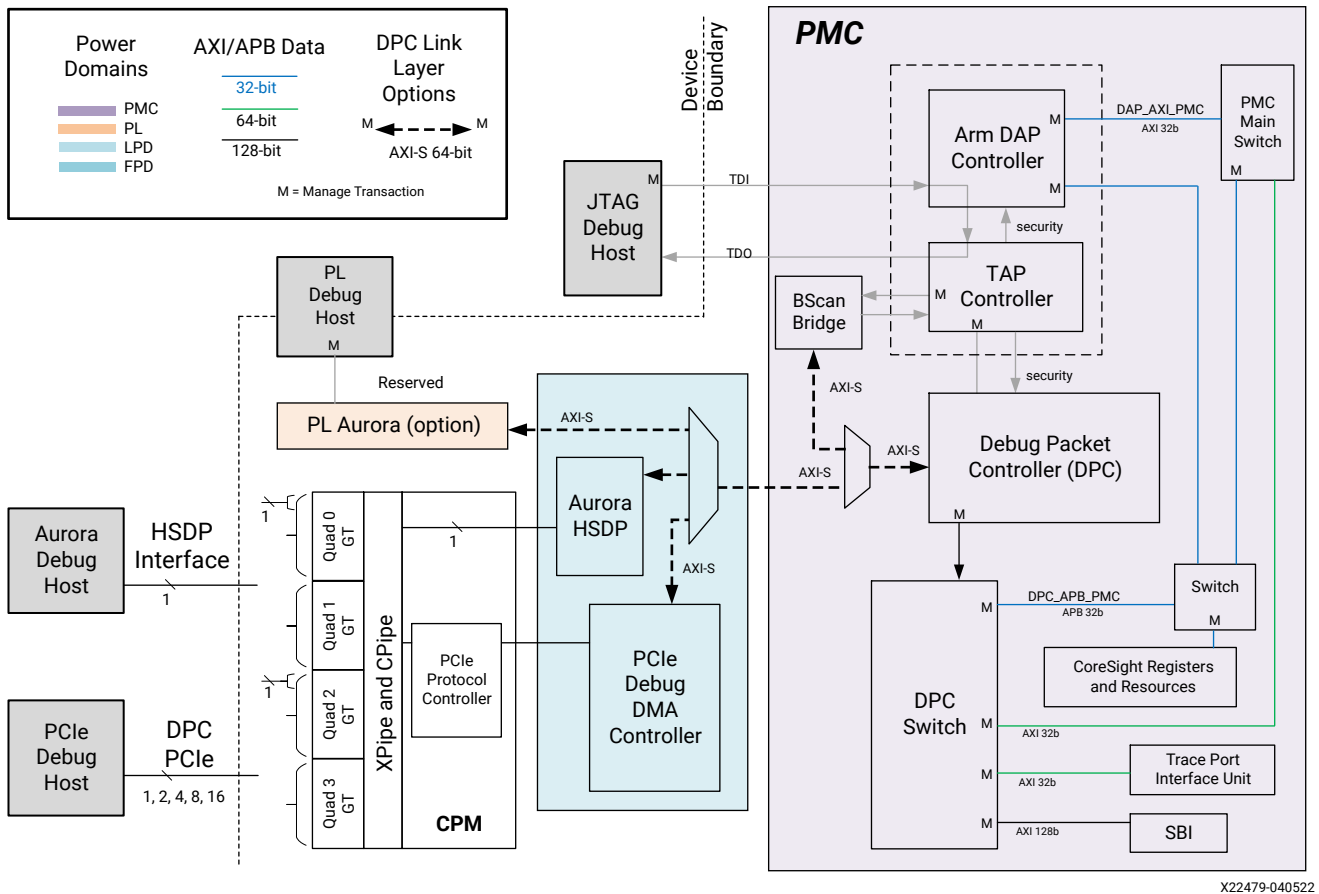 Power
Domains
PMC
PL
LPD
FPD
AXI/APB Data
32-bit
64-bit
128-bit
DPC Link
Layer
Options
M
M
AXI-S 64-bit
M = Manage Transaction
Device
Boundary
PMC
Arm DAP
Controller
M
M
DAP_AXI_PMC
AXI 32b
PMC
Main
Switch
M
JTAG
Debug
Host
M
TDI
TDO
security
TAP
Controller
M
M
BScan
Bridge
security
PL
Debug
Host
M
Reserved
PL Aurora (option)
AXI-S
AXI-S
AXI-S
AXI-S
Debug Packet
Controller (DPC)
M
Aurora
HSDP
AXI-S
PCIe
Debug
DMA
Controller
Aurora
Debug
Host
HSDP
Interface
1
PCIe
Debug
Host
DPC
PCIe
1, 2, 4, 8, 16
1
1
Quad 0
GT
Quad 1
GT
Quad 2
GT
Quad 3
GT
XPipe and CPipe
1
PCIe
Protocol
Controller
CPM
DPC
Switch
M
M
M
M
DPC_APB_PMC
APB 32b
Switch
M
CoreSight Registers
and Resources
AXI 32b
Trace Port
Interface Unit
AXI 32b
SBI
AXI 128b
X22479-040522